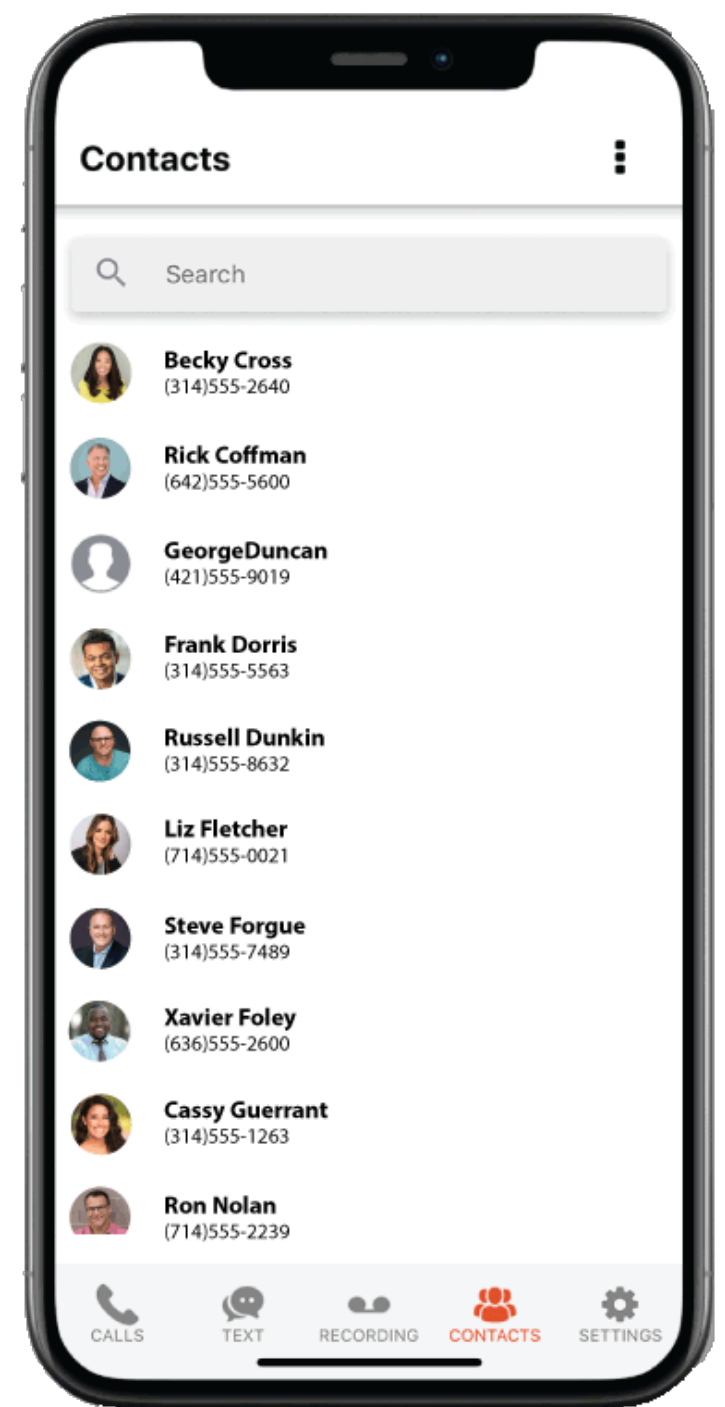 Contacts
Search
Becky Cross
(314)555-2640
Rick Coffman
(642)555-5600
GeorgeDuncan
(421)555-9019
Frank Dorris
(314)555-5563
Russell Dunkin
(314)555-8632
Liz Fletcher
(714)555-0021
Steve Forgue
(314)555-7489
Xavier Foley
(636)555-2600
Cassy Guerrant
(314)555-1263
Ron Nolan
(714)555-2239
CALLS TEXT RECORDING CONTACTS SETTINGS